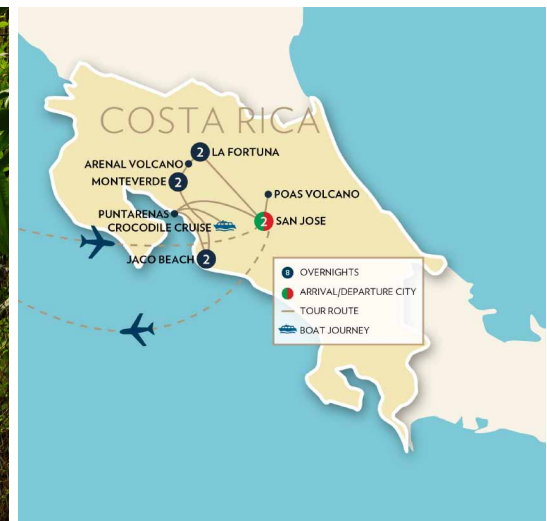 COSTA RICA
2 LA FORTUNA
ARENAL VOLCANO
MONTEVERDE 2
POAS VOLCANO
PUNTARENAS
CROCODILE CRUISE
2 SAN JOSE
JACO BEACH 2
8 OVERNIGHTS
ARRIVAL/DEPARTURE CITY
TOUR ROUTE
BOAT JOURNEY